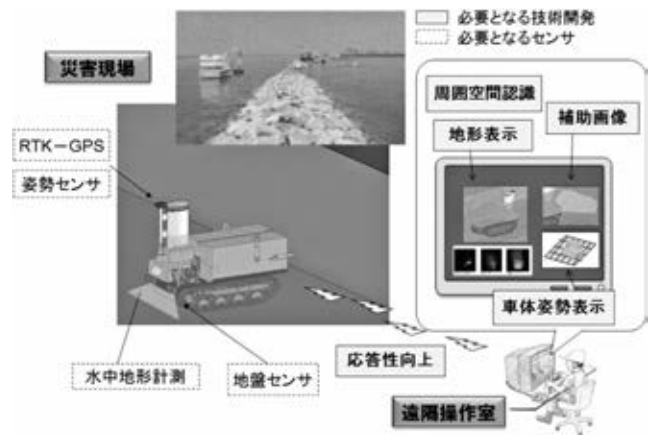 必要となる技術開発
必要となるセンサ
災害現場
周囲空間認識
補助画像
地形表示
RTK－GPS
姿勢センサ
車体姿勢表示
応答性向上
水中地形計測
地盤センサ
遠隔操作室